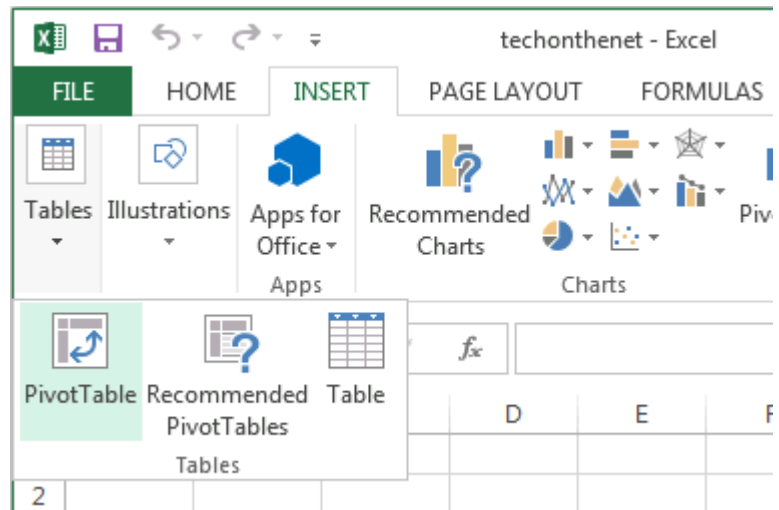 techonthenet - Excel
FILE HOME INSERT PAGE LAYOUT FORMULAS
Tables Illustrations Apps for Office Recommended Charts
Apps Charts
fx
PivotTable Recommended PivotTables Table
Tables
D E
2